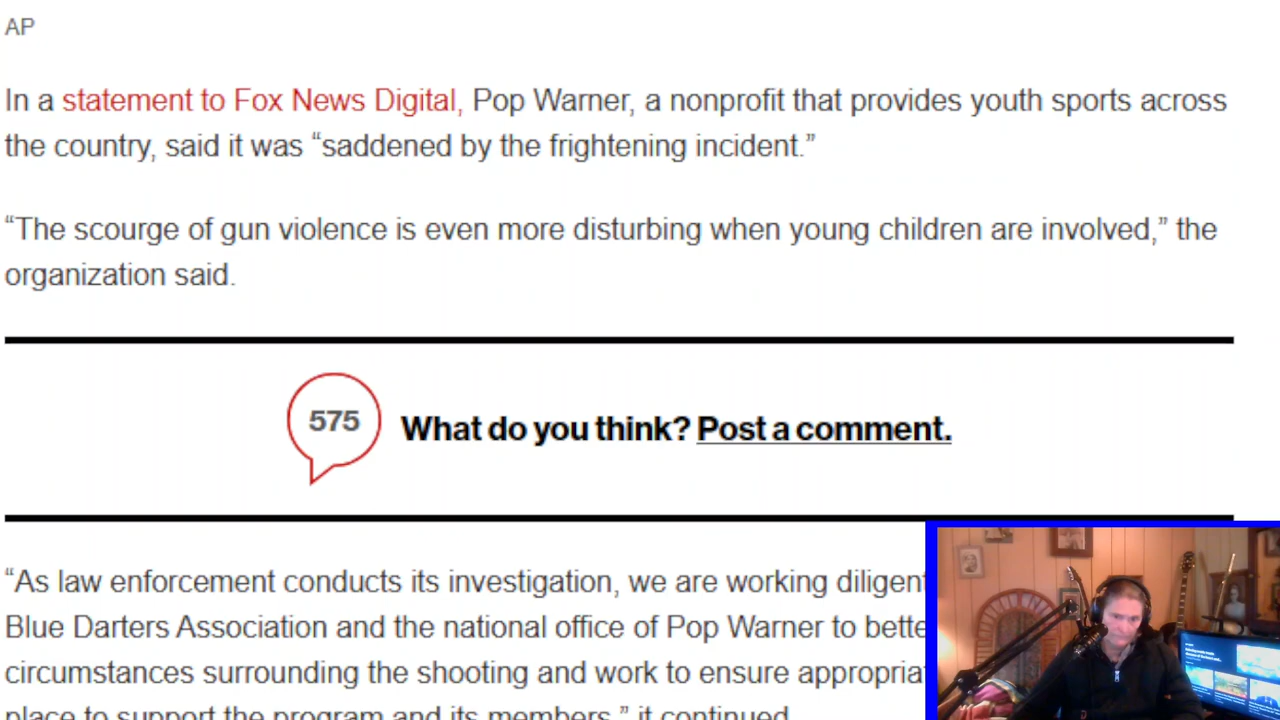 AP
In a statement to Fox News Digital, Pop Warner, a nonprofit that provides youth sports across
the country, said it was “saddened by the frightening incident.”
“The scourge of gun violence is even more disturbing when young children are involved,” the
organization said.
575
What do you think? Post a comment.
“As law enforcement conducts its investigation, we are working
Blue Darters Association and the national office of Pop Warner to
circumstances surrounding the shooting and work to ensure
place to support the program and its members,” it continued.